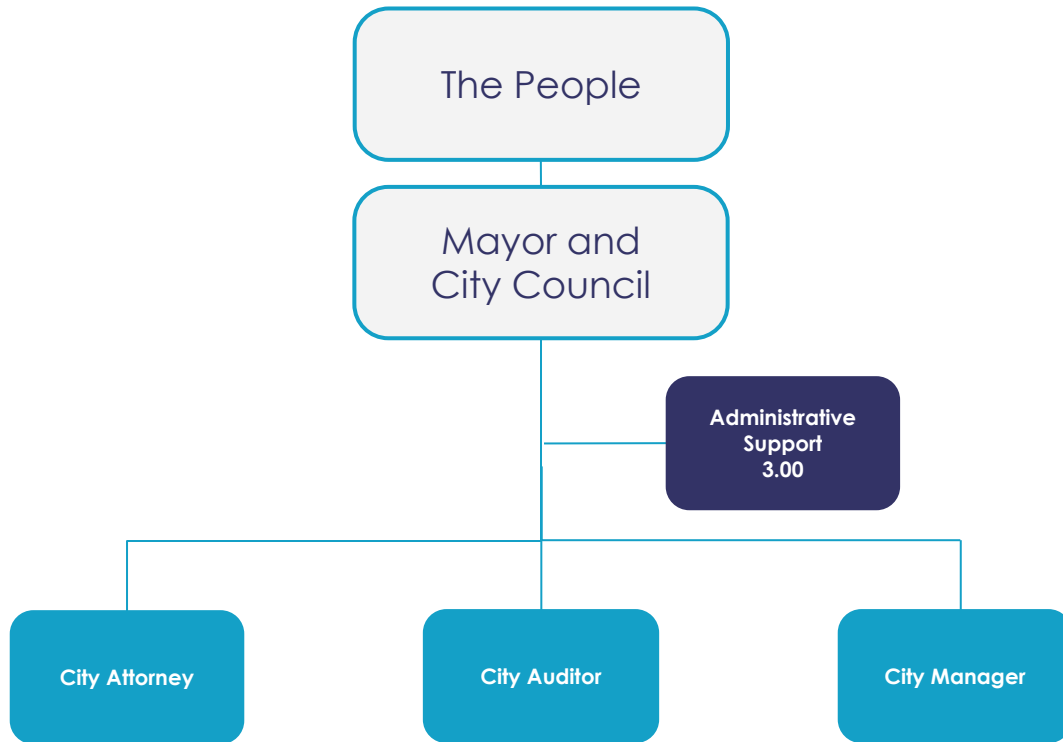 The People
Mayor and
City Council
Administrative
Support
3.00
City Attorney
City Auditor
City Manager